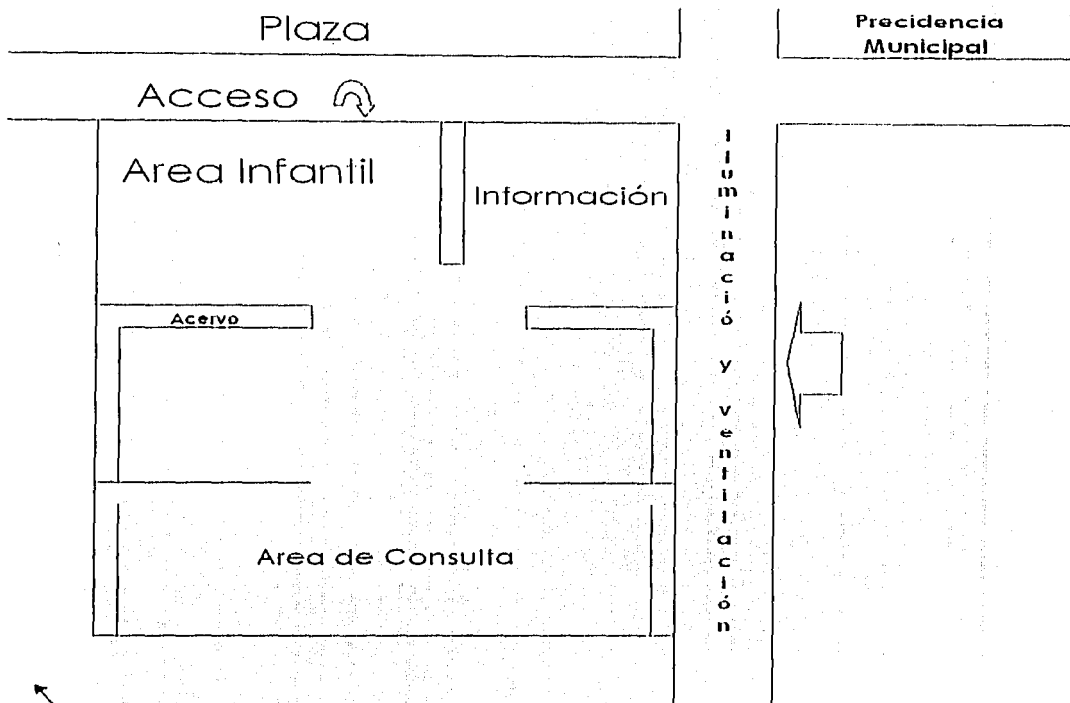 Plaza
Precidencia
Municipal
Acceso
Area Infantil
Información
Iluminació y ventilación
Acervo
Area de Consulta